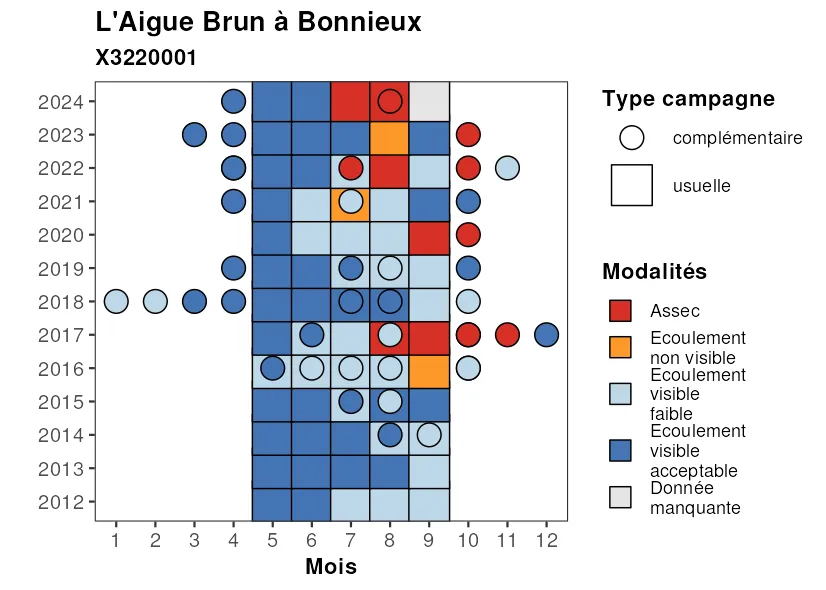 L'Aigue Brun à Bonnieux
X3220001
2024
2023
2022
2021
2020
2019
2018
2017
2016
2015
2014
2013
2012
1 2 3 4 5 6 7 8 9 10 11 12
Mois
Type campagne
complémentaire
usuelle
Modalités
Assec
Ecoulement
non visible
Ecoulement
visible
faible
Ecoulement
visible
acceptable
Donnée
manquante